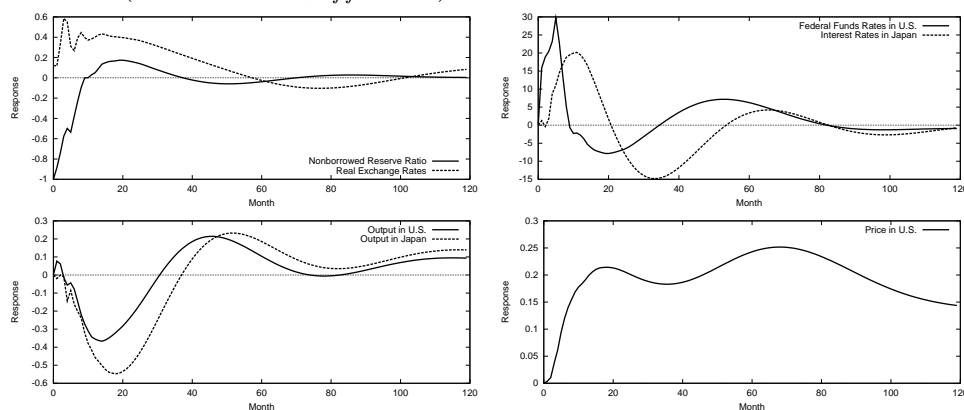 0.6
0.4
0.2
0
-0.2
-0.4
-0.6
-0.8
-1
0 20 40 60 80 100 120
Response
Month
Nonborrowed Reserve Ratio
Real Exchange Rates
30
25
20
15
10
5
0
-5
-10
-15
0 20 40 60 80 100 120
Response
Month
Federal Funds Rates in U.S.
Interest Rates in Japan
0.3
0.2
0.1
0
-0.1
-0.2
-0.3
-0.4
-0.5
-0.6
0 20 40 60 80 100 120
Response
Month
Output in U.S.
Output in Japan
0.3
0.25
0.2
0.15
0.1
0.05
0
0 20 40 60 80 100 120
Response
Month
Price in U.S.